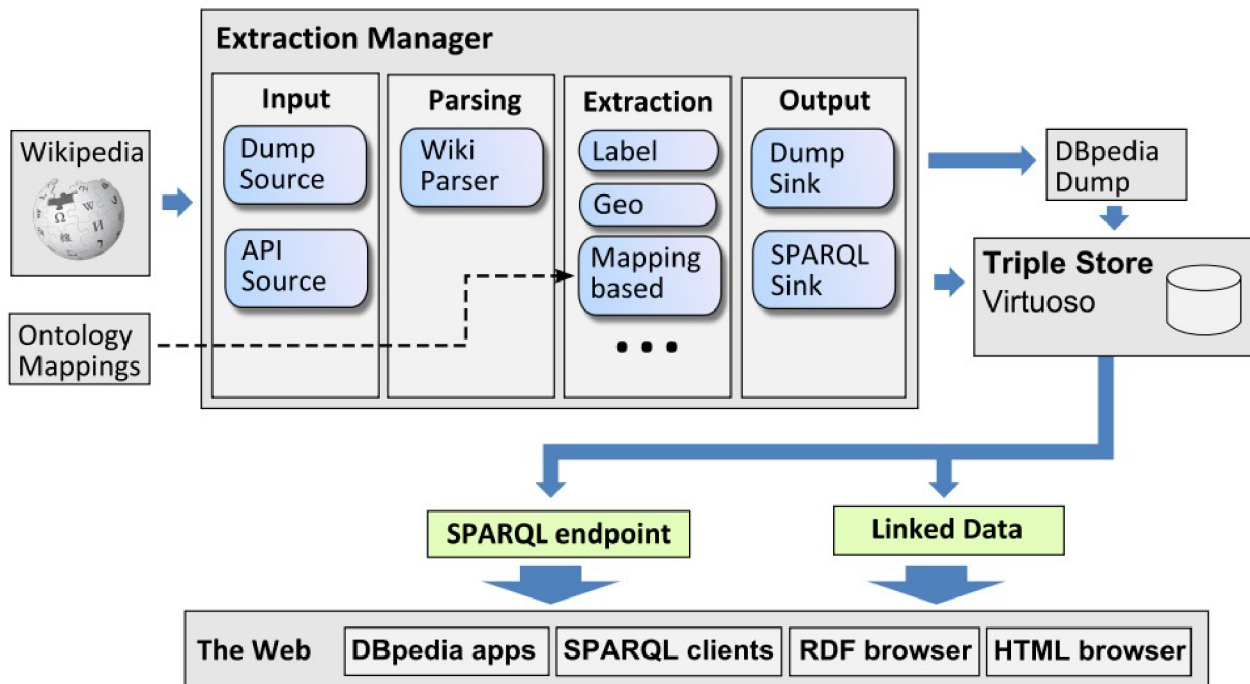 Extraction Manager
Input
Dump
Source
API
Source
Parsing
Wiki
Parser
Extraction
Label
Geo
Mapping
based
Output
Dump
Sink
SPARQL
Sink
Wikipedia
Ontology
Mappings
DBpedia
Dump
Triple Store
Virtuoso
SPARQL endpoint
Linked Data
The Web
DBpedia apps
SPARQL clients
RDF browser
HTML browser